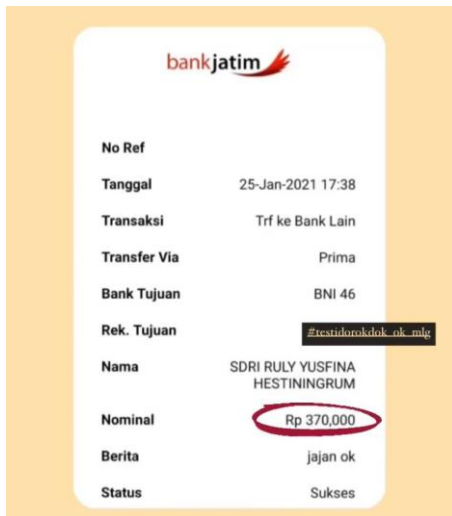 bankjatim
No Ref
Tanggal 25-Jan-2021 17:38
Transaksi Trf ke Bank Lain
Transfer Via Prima
Bank Tujuan BNI 46
Rek. Tujuan #testidorokdok_ok_mlg
Nama SDRI RULY YUSFINA
HESTININGRUM
Nominal Rp 370,000
Berita jajan ok
Status Sukses